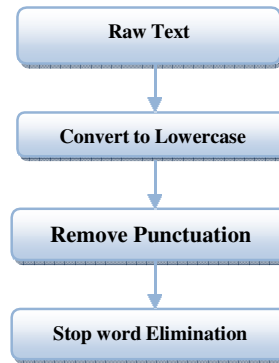 Raw Text
Convert to Lowercase
Remove Punctuation
Stop word Elimination